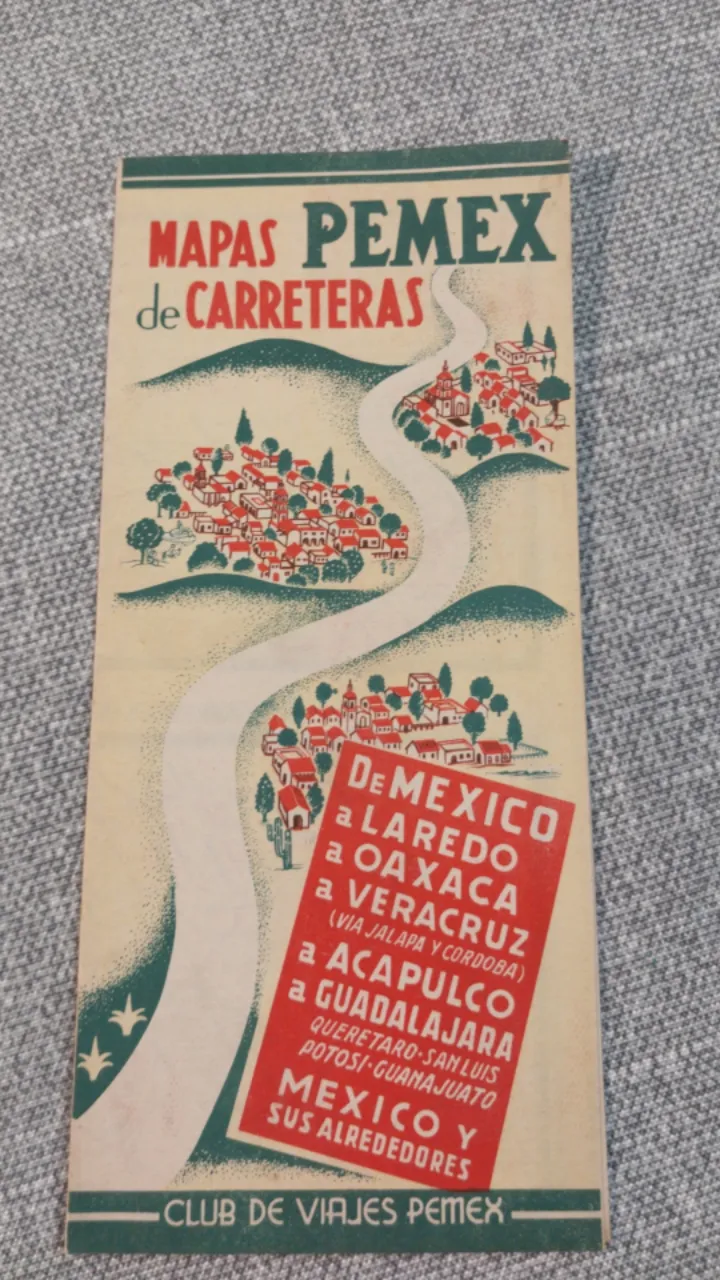 MAPAS PEMEX
de CARRETERAS
DE MEXICO
a LAREDO
a OAXACA
a VERACRUZ
(VIA JALAPA Y CORDOBA)
a ACAPULCO
a GUADALAJARA
QUERETARO·SAN LUIS
POTOSI·GUANAJUATO
MEXICO Y
SUS ALREDEDORES
CLUB DE VIAJES PEMEX